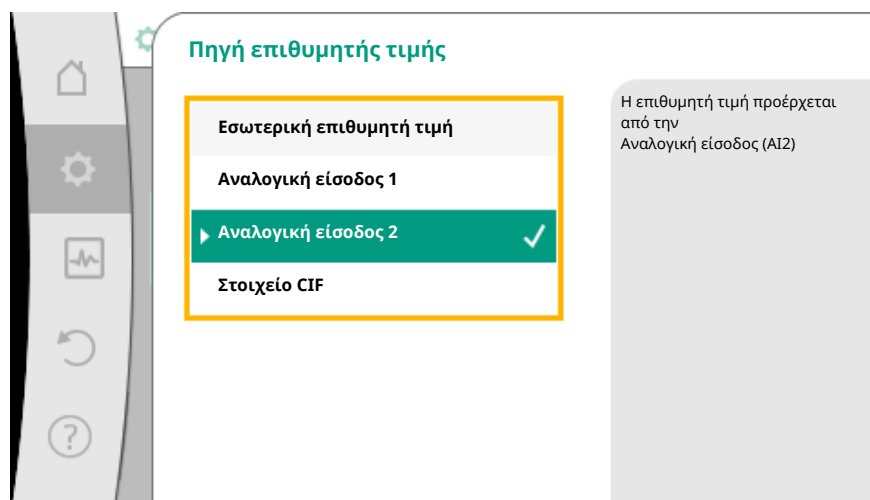 Πηγή επιθυμητής τιμής
Εσωτερική επιθυμητή τιμή
Αναλογική είσοδος 1
Αναλογική είσοδος 2
Στοιχείο CIF
Η επιθυμητή τιμή προέρχεται
από την
Αναλογική είσοδος (AI2)
?